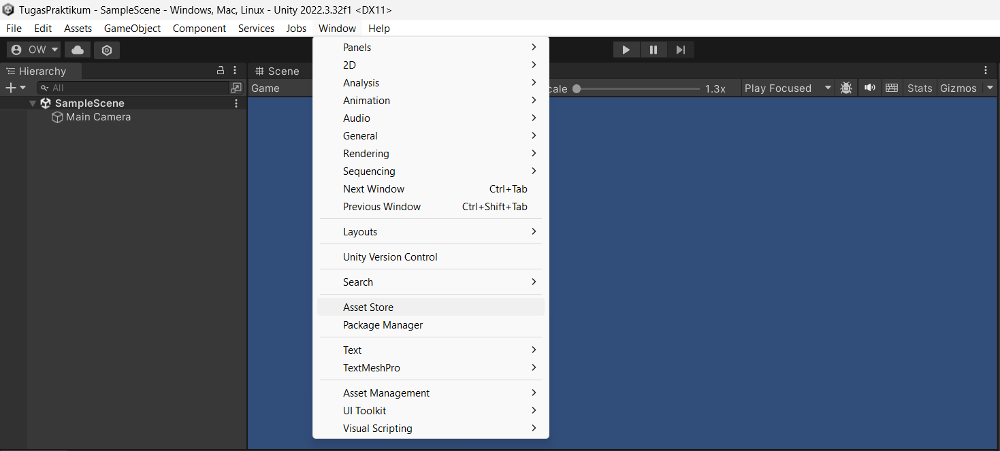 TugasPraktikum - SampleScene - Windows, Mac, Linux - Unity 2022.3.32f1 <DX11>
File Edit Assets GameObject Component Services Jobs Window Help
OW
Hierarchy
All
SampleScene
Main Camera
Scene
Game
cale 1.3x Play Focused Stats Gizmos
Panels
2D
Analysis
Animation
Audio
General
Rendering
Sequencing
Next Window Ctrl+Tab
Previous Window Ctrl+Shift+Tab
Layouts
Unity Version Control
Search
Asset Store
Package Manager
Text
TextMeshPro
Asset Management
UI Toolkit
Visual Scripting